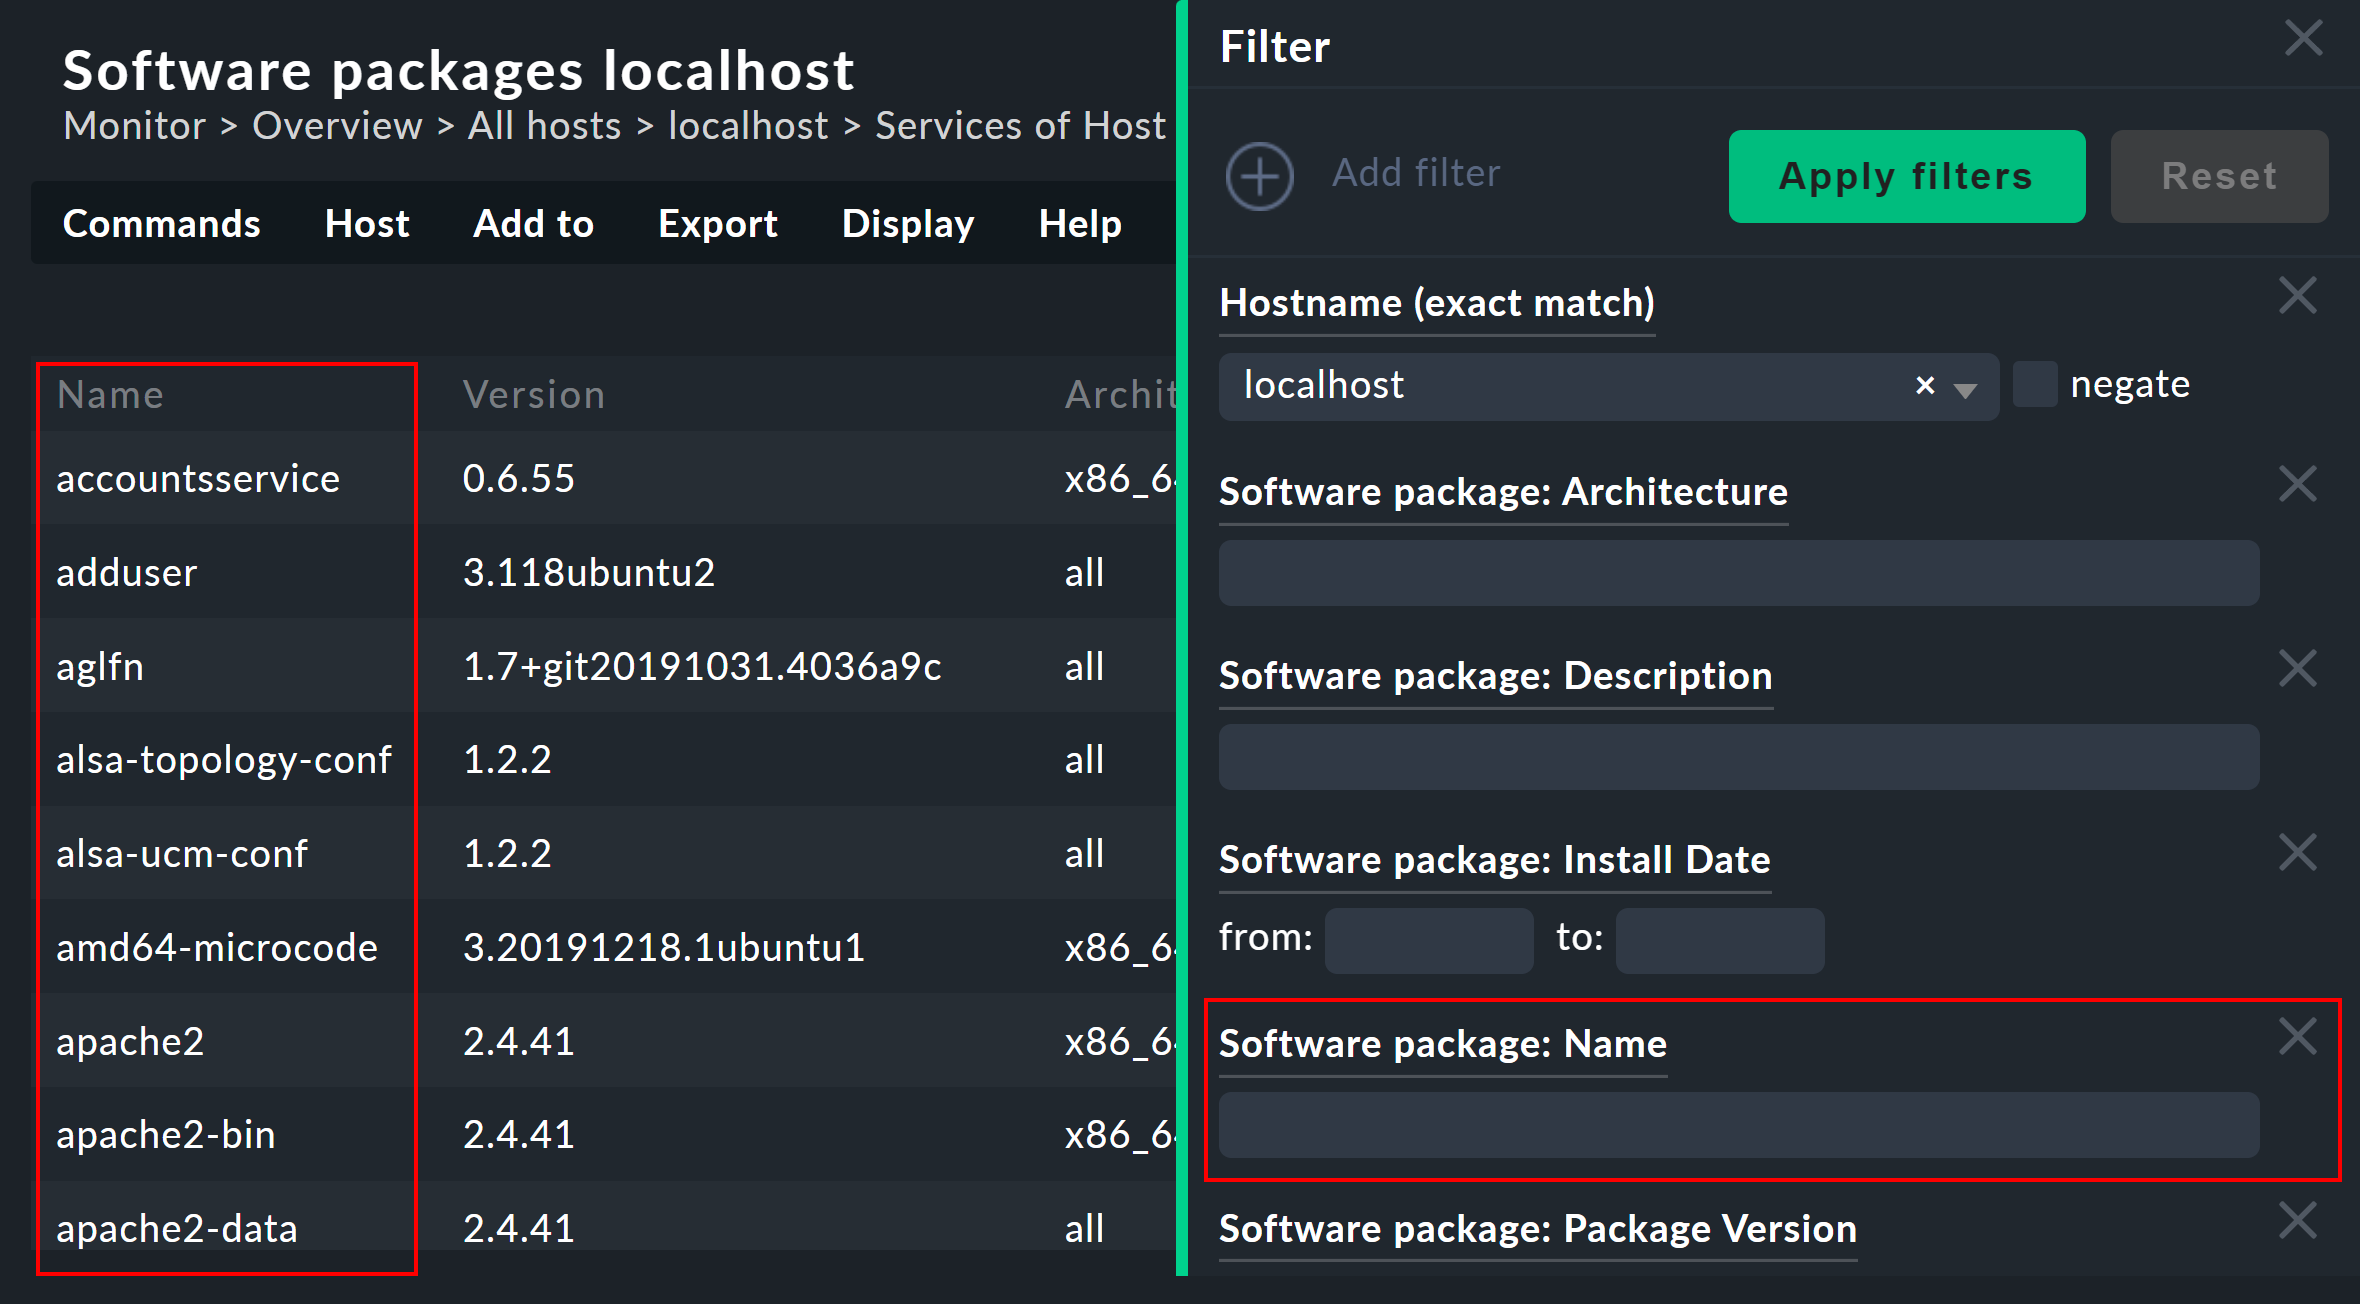 Software packages localhost
Monitor > Overview > All hosts > localhost > Services of Host
Commands Host Add to Export Display Help
Name Version Archit
accountsservice 0.6.55 x86_64
adduser 3.118ubuntu2 all
aglfn 1.7+git20191031.4036a9c all
alsa-topology-conf 1.2.2 all
alsa-ucm-conf 1.2.2 all
amd64-microcode 3.20191218.1ubuntu1 x86_64
apache2 2.4.41 x86_64
apache2-bin 2.4.41 x86_64
apache2-data 2.4.41 all
Filter
Add filter Apply filters Reset
Hostname (exact match)
localhost × negate
Software package: Architecture
Software package: Description
Software package: Install Date
from: to:
Software package: Name
Software package: Package Version